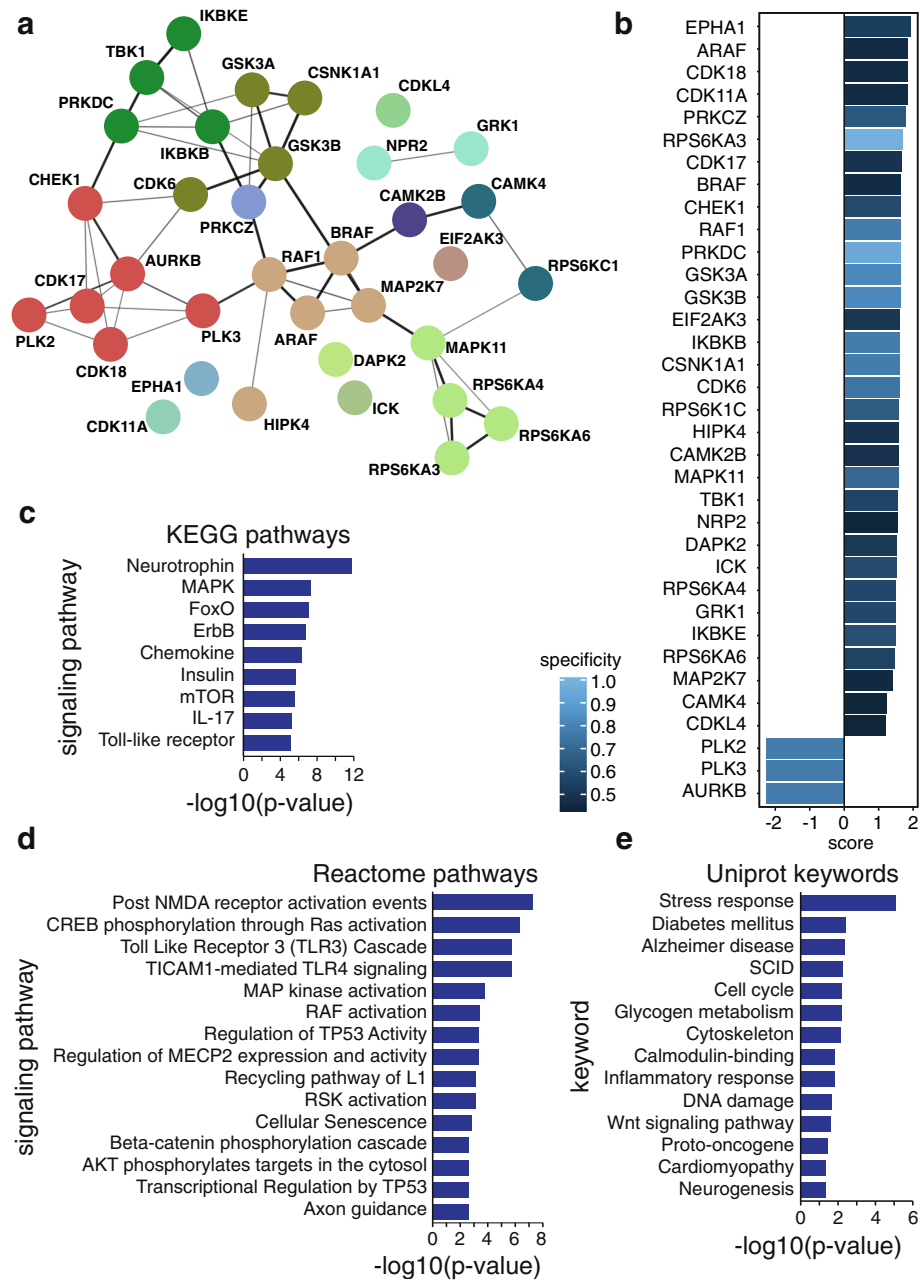 a
IKBKE
TBK1
GSK3A
CSNK1A1
PRKDC
CDKL4
IKBKB
GRK1
NPR2
GSK3B
CHEK1
CDK6
CAMK2B
CAMK4
PRKCZ
BRAF
EIF2AK3
AURKB
RAF1
RPS6KC1
CDK17
MAP2K7
PLK2
PLK3
ARAF
MAPK11
CDK18
DAPK2
EPHA1
RPS6KA4
ICK
CDK11A
HIPK4
RPS6KA6
RPS6KA3
b
EPHA1
ARAF
CDK18
CDK11A
PRKCZ
RPS6KA3
CDK17
BRAF
CHEK1
RAF1
PRKDC
GSK3A
GSK3B
EIF2AK3
IKBKB
CSNK1A1
CDK6
RPS6K1C
HIPK4
CAMK2B
MAPK11
TBK1
NRP2
DAPK2
ICK
RPS6KA4
GRK1
IKBKE
RPS6KA6
MAP2K7
CAMK4
CDKL4
PLK2
PLK3
AURKB
-2 -1 0 1 2
score
specificity
1.0
0.9
0.8
0.7
0.6
0.5
c
KEGG pathways
signaling pathway
Neurotrophin
MAPK
FoxO
ErbB
Chemokine
Insulin
mTOR
IL-17
Toll-like receptor
0 4 8 12
-log10(p-value)
d
Reactome pathways
signaling pathway
Post NMDA receptor activation events
CREB phosphorylation through Ras activation
Toll Like Receptor 3 (TLR3) Cascade
TICAM1-mediated TLR4 signaling
MAP kinase activation
RAF activation
Regulation of TP53 Activity
Regulation of MECP2 expression and activity
Recycling pathway of L1
RSK activation
Cellular Senescence
Beta-catenin phosphorylation cascade
AKT phosphorylates targets in the cytosol
Transcriptional Regulation by TP53
Axon guidance
0 2 4 6 8
-log10(p-value)
e
Uniprot keywords
keyword
Stress response
Diabetes mellitus
Alzheimer disease
SCID
Cell cycle
Glycogen metabolism
Cytoskeleton
Calmodulin-binding
Inflammatory response
DNA damage
Wnt signaling pathway
Proto-oncogene
Cardiomyopathy
Neurogenesis
0 2 4 6
-log10(p-value)